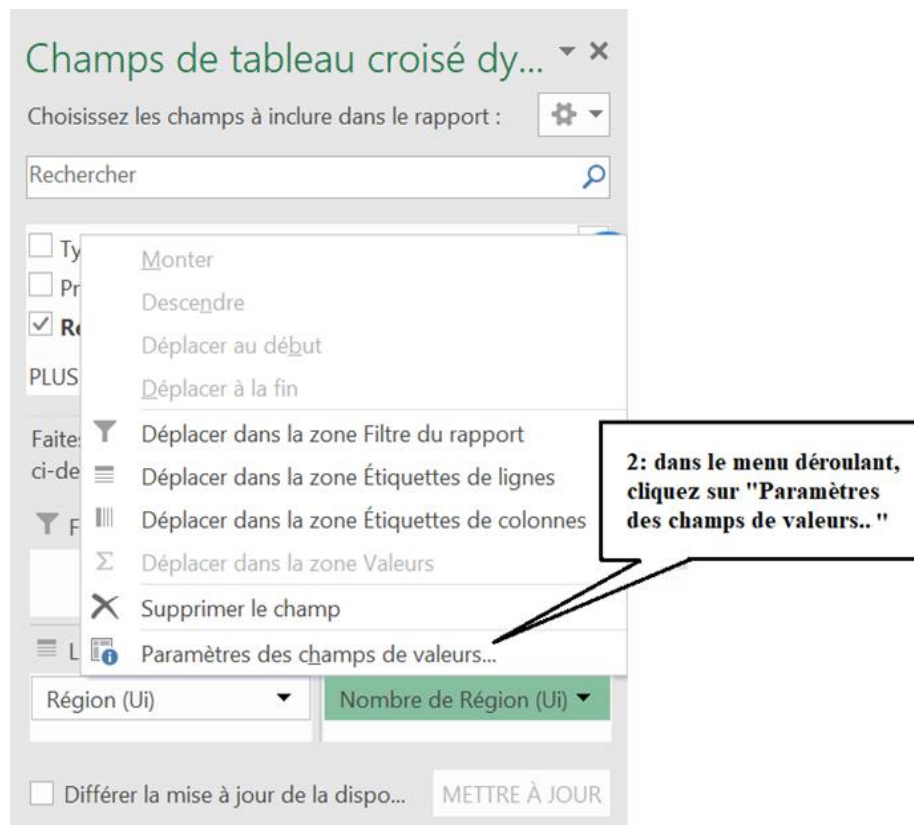 Champs de tableau croisé dy...
Choisissez les champs à inclure dans le rapport :
Rechercher
Ty
Pr
Ré
PLUS
Monter
Descendre
Déplacer au début
Déplacer à la fin
Faite
ci-de
Déplacer dans la zone Filtre du rapport
Déplacer dans la zone Étiquettes de lignes
F
Déplacer dans la zone Étiquettes de colonnes
Σ Déplacer dans la zone Valeurs
Supprimer le champ
L
Paramètres des champs de valeurs...
2: dans le menu déroulant,
cliquez sur "Paramètres
des champs de valeurs.. "
Région (Ui)
Nombre de Région (Ui)
Différer la mise à jour de la dispo...
METTRE À JOUR